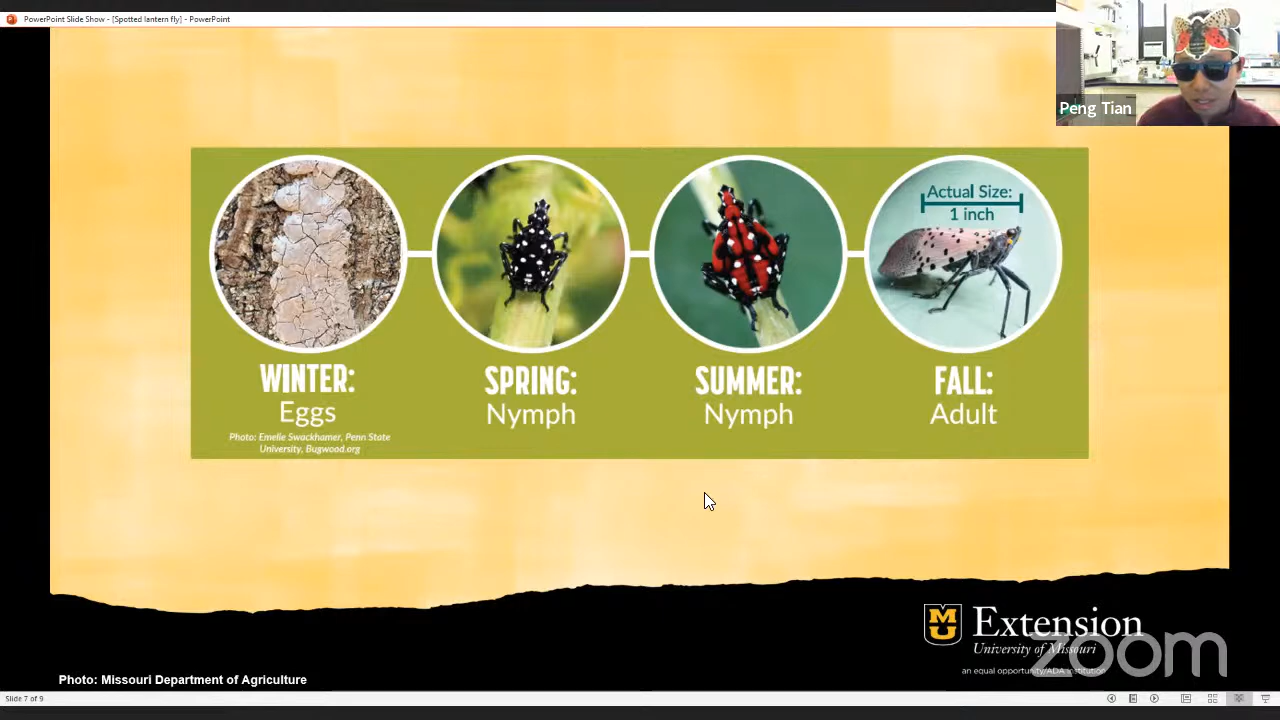 PowerPoint Slide Show - [Spotted lantern fly] - PowerPoint
Peng Tian
Actual Size:
1 inch
WINTER:
Eggs
Photo: Emelie Swackhamer, Penn State
University, Bugwood.org
SPRING:
Nymph
SUMMER:
Nymph
FALL:
Adult
MU
Extension
University of Missouri
an equal opportunity/ADA institution
zoom
Photo: Missouri Department of Agriculture
Slide 7 of 9